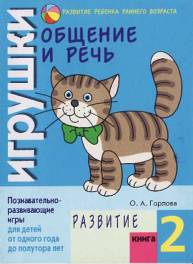 РАЗВИТИЕ РЕБЕНКА РАННЕГО ВОЗРАСТА
ИГРУШКИ
ОБЩЕНИЕ И РЕЧЬ
О. А. Горлова
Познавательно-
развивающие
игры
для детей
от одного года
до полутора лет
РАЗВИТИЕ
книга
2